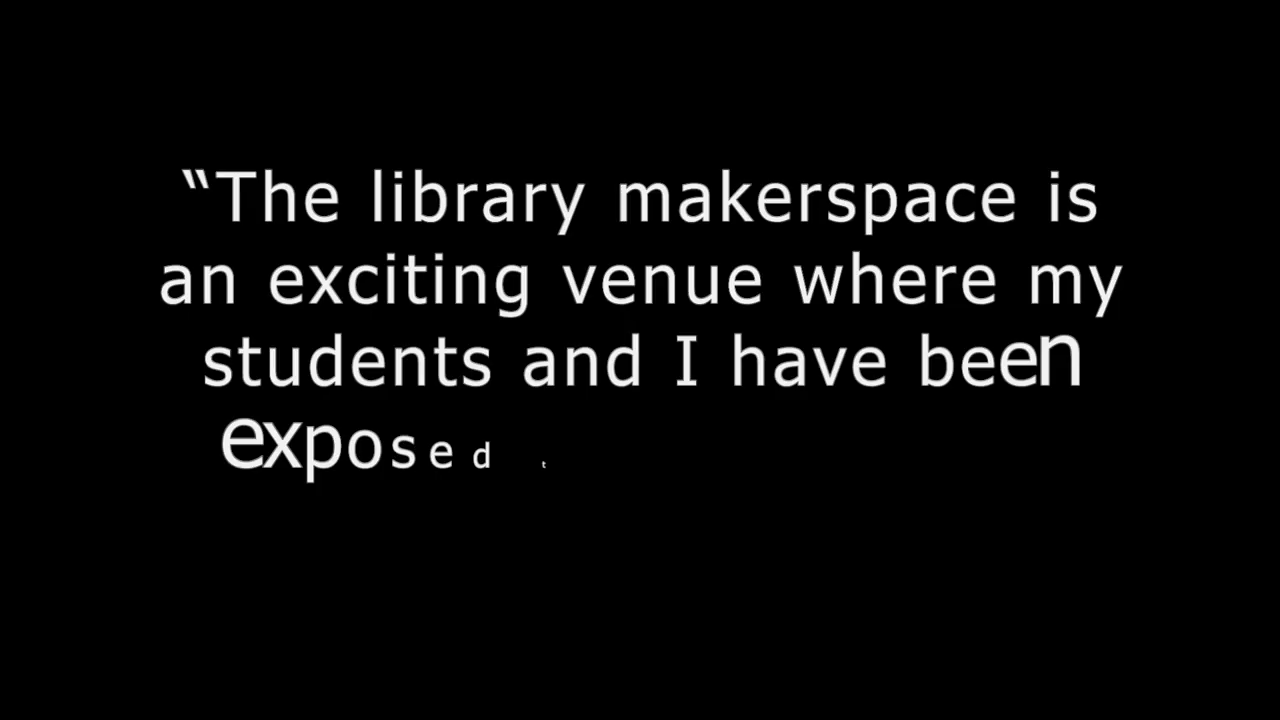 “The library makerspace is
an exciting venue where my
students and I have been
exposed t